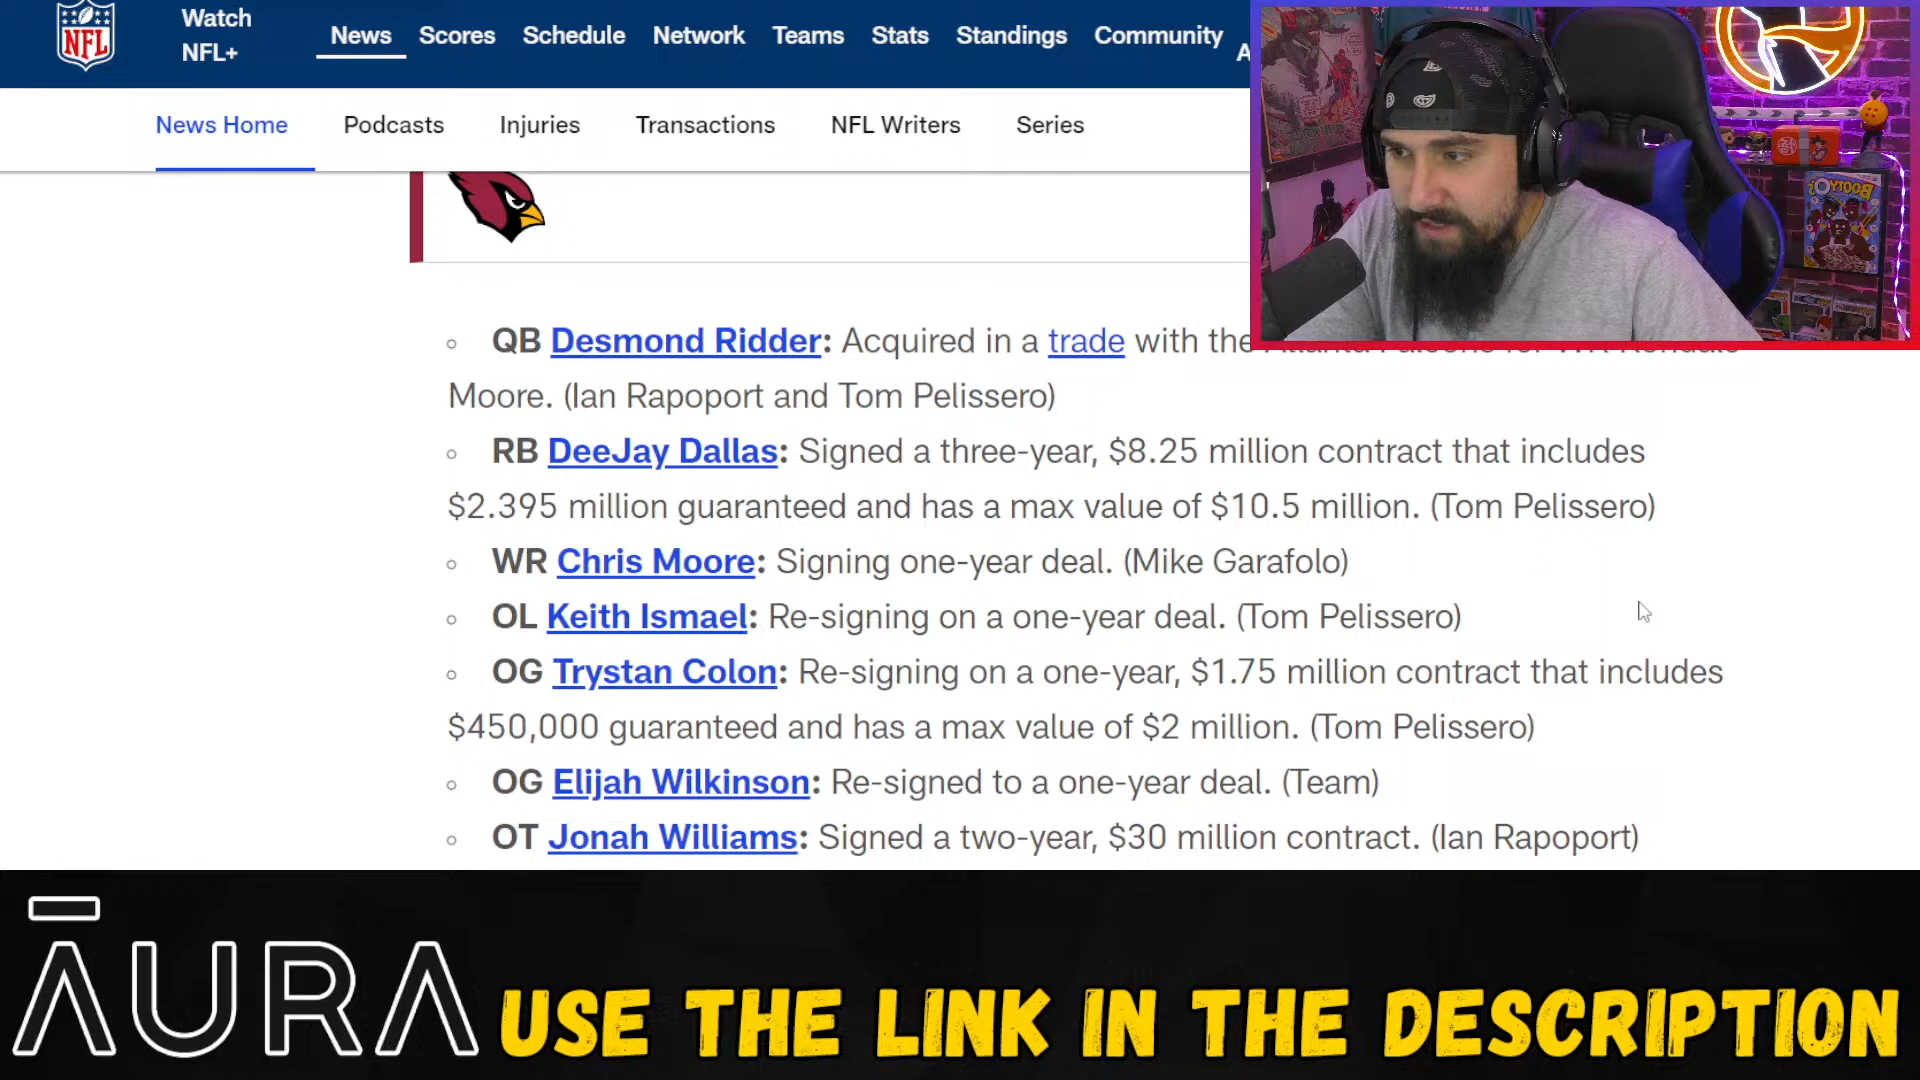 NFL
Watch
NFL+
News Scores Schedule Network Teams Stats Standings Community
A
News Home Podcasts Injuries Transactions NFL Writers Series
QB Desmond Ridder: Acquired in a trade with the
Moore. (Ian Rapoport and Tom Pelissero)
RB DeeJay Dallas: Signed a three-year, $8.25 million contract that includes
$2.395 million guaranteed and has a max value of $10.5 million. (Tom Pelissero)
WR Chris Moore: Signing one-year deal. (Mike Garafolo)
OL Keith Ismael: Re-signing on a one-year deal. (Tom Pelissero)
OG Trystan Colon: Re-signing on a one-year, $1.75 million contract that includes
$450,000 guaranteed and has a max value of $2 million. (Tom Pelissero)
OG Elijah Wilkinson: Re-signed to a one-year deal. (Team)
OT Jonah Williams: Signed a two-year, $30 million contract. (Ian Rapoport)
ĀURA USE THE LINK IN THE DESCRIPTION